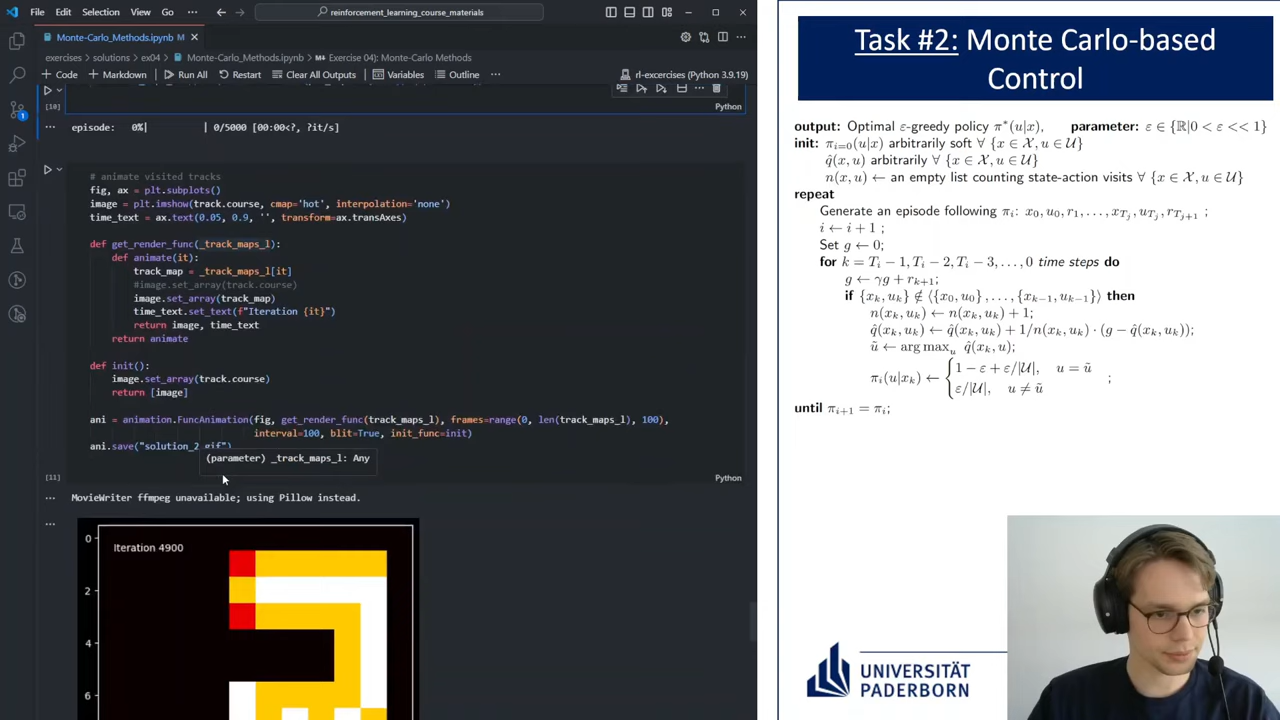 File Edit Selection View Go ··· reinforcement_learning_course_materials
Monte-Carlo_Methods.ipynb M
exercises > solutions > ex04 > Monte-Carlo_Methods.ipynb > Exercise 04): Monte-Carlo Methods
+ Code + Markdown Run All Restart Clear All Outputs Variables Outline ··· rl-excercises (Python 3.9.19)
1
[10] Python
··· episode: 0%| | 0/5000 [00:00<?, ?it/s]
# animate visited tracks
fig, ax = plt.subplots()
image = plt.imshow(track.course, cmap='hot', interpolation='none')
time_text = ax.text(0.05, 0.9, '', transform=ax.transAxes)
def get_render_func(_track_maps_l):
def animate(it):
track_map = _track_maps_l[it]
#image.set_array(track.course)
image.set_array(track_map)
time_text.set_text(f"Iteration {it}")
return image, time_text
return animate
def init():
image.set_array(track.course)
return [image]
ani = animation.FuncAnimation(fig, get_render_func(track_maps_l), frames=range(0, len(track_maps_l), 100),
interval=100, blit=True, init_func=init)
ani.save("solution_2.gif")
(parameter) _track_maps_l: Any
[11] Python
··· MovieWriter ffmpeg unavailable; using Pillow instead.
···
0
Iteration 4900
2
4
6
Task #2: Monte Carlo-based
Control
output: Optimal ε-greedy policy π*(u|x), parameter: ε ∈ {ℝ|0 < ε << 1}
init: π_{i=0}(u|x) arbitrarily soft ∀ {x ∈ 𝒳, u ∈ 𝒰}
q̂(x, u) arbitrarily ∀ {x ∈ 𝒳, u ∈ 𝒰}
n(x, u) ← an empty list counting state-action visits ∀ {x ∈ 𝒳, u ∈ 𝒰}
repeat
Generate an episode following π_i: x_0, u_0, r_1, . . . , x_{T_j}, u_{T_j}, r_{T_j+1} ;
i ← i + 1 ;
Set g ← 0;
for k = T_i − 1, T_i − 2, T_i − 3, . . . , 0 time steps do
g ← γg + r_{k+1};
if {x_k, u_k} ∉ ⟨{x_0, u_0} , . . . , {x_{k−1}, u_{k−1}}⟩ then
n(x_k, u_k) ← n(x_k, u_k) + 1;
q̂(x_k, u_k) ← q̂(x_k, u_k) + 1/n(x_k, u_k) · (g − q̂(x_k, u_k));
ũ ← arg max_u q̂(x_k, u);
π_i(u|x_k) ← { 1 − ε + ε/|𝒰|, u = ũ
ε/|𝒰|, u ≠ ũ ;
until π_{i+1} = π_i;
UNIVERSITÄT
PADERBORN